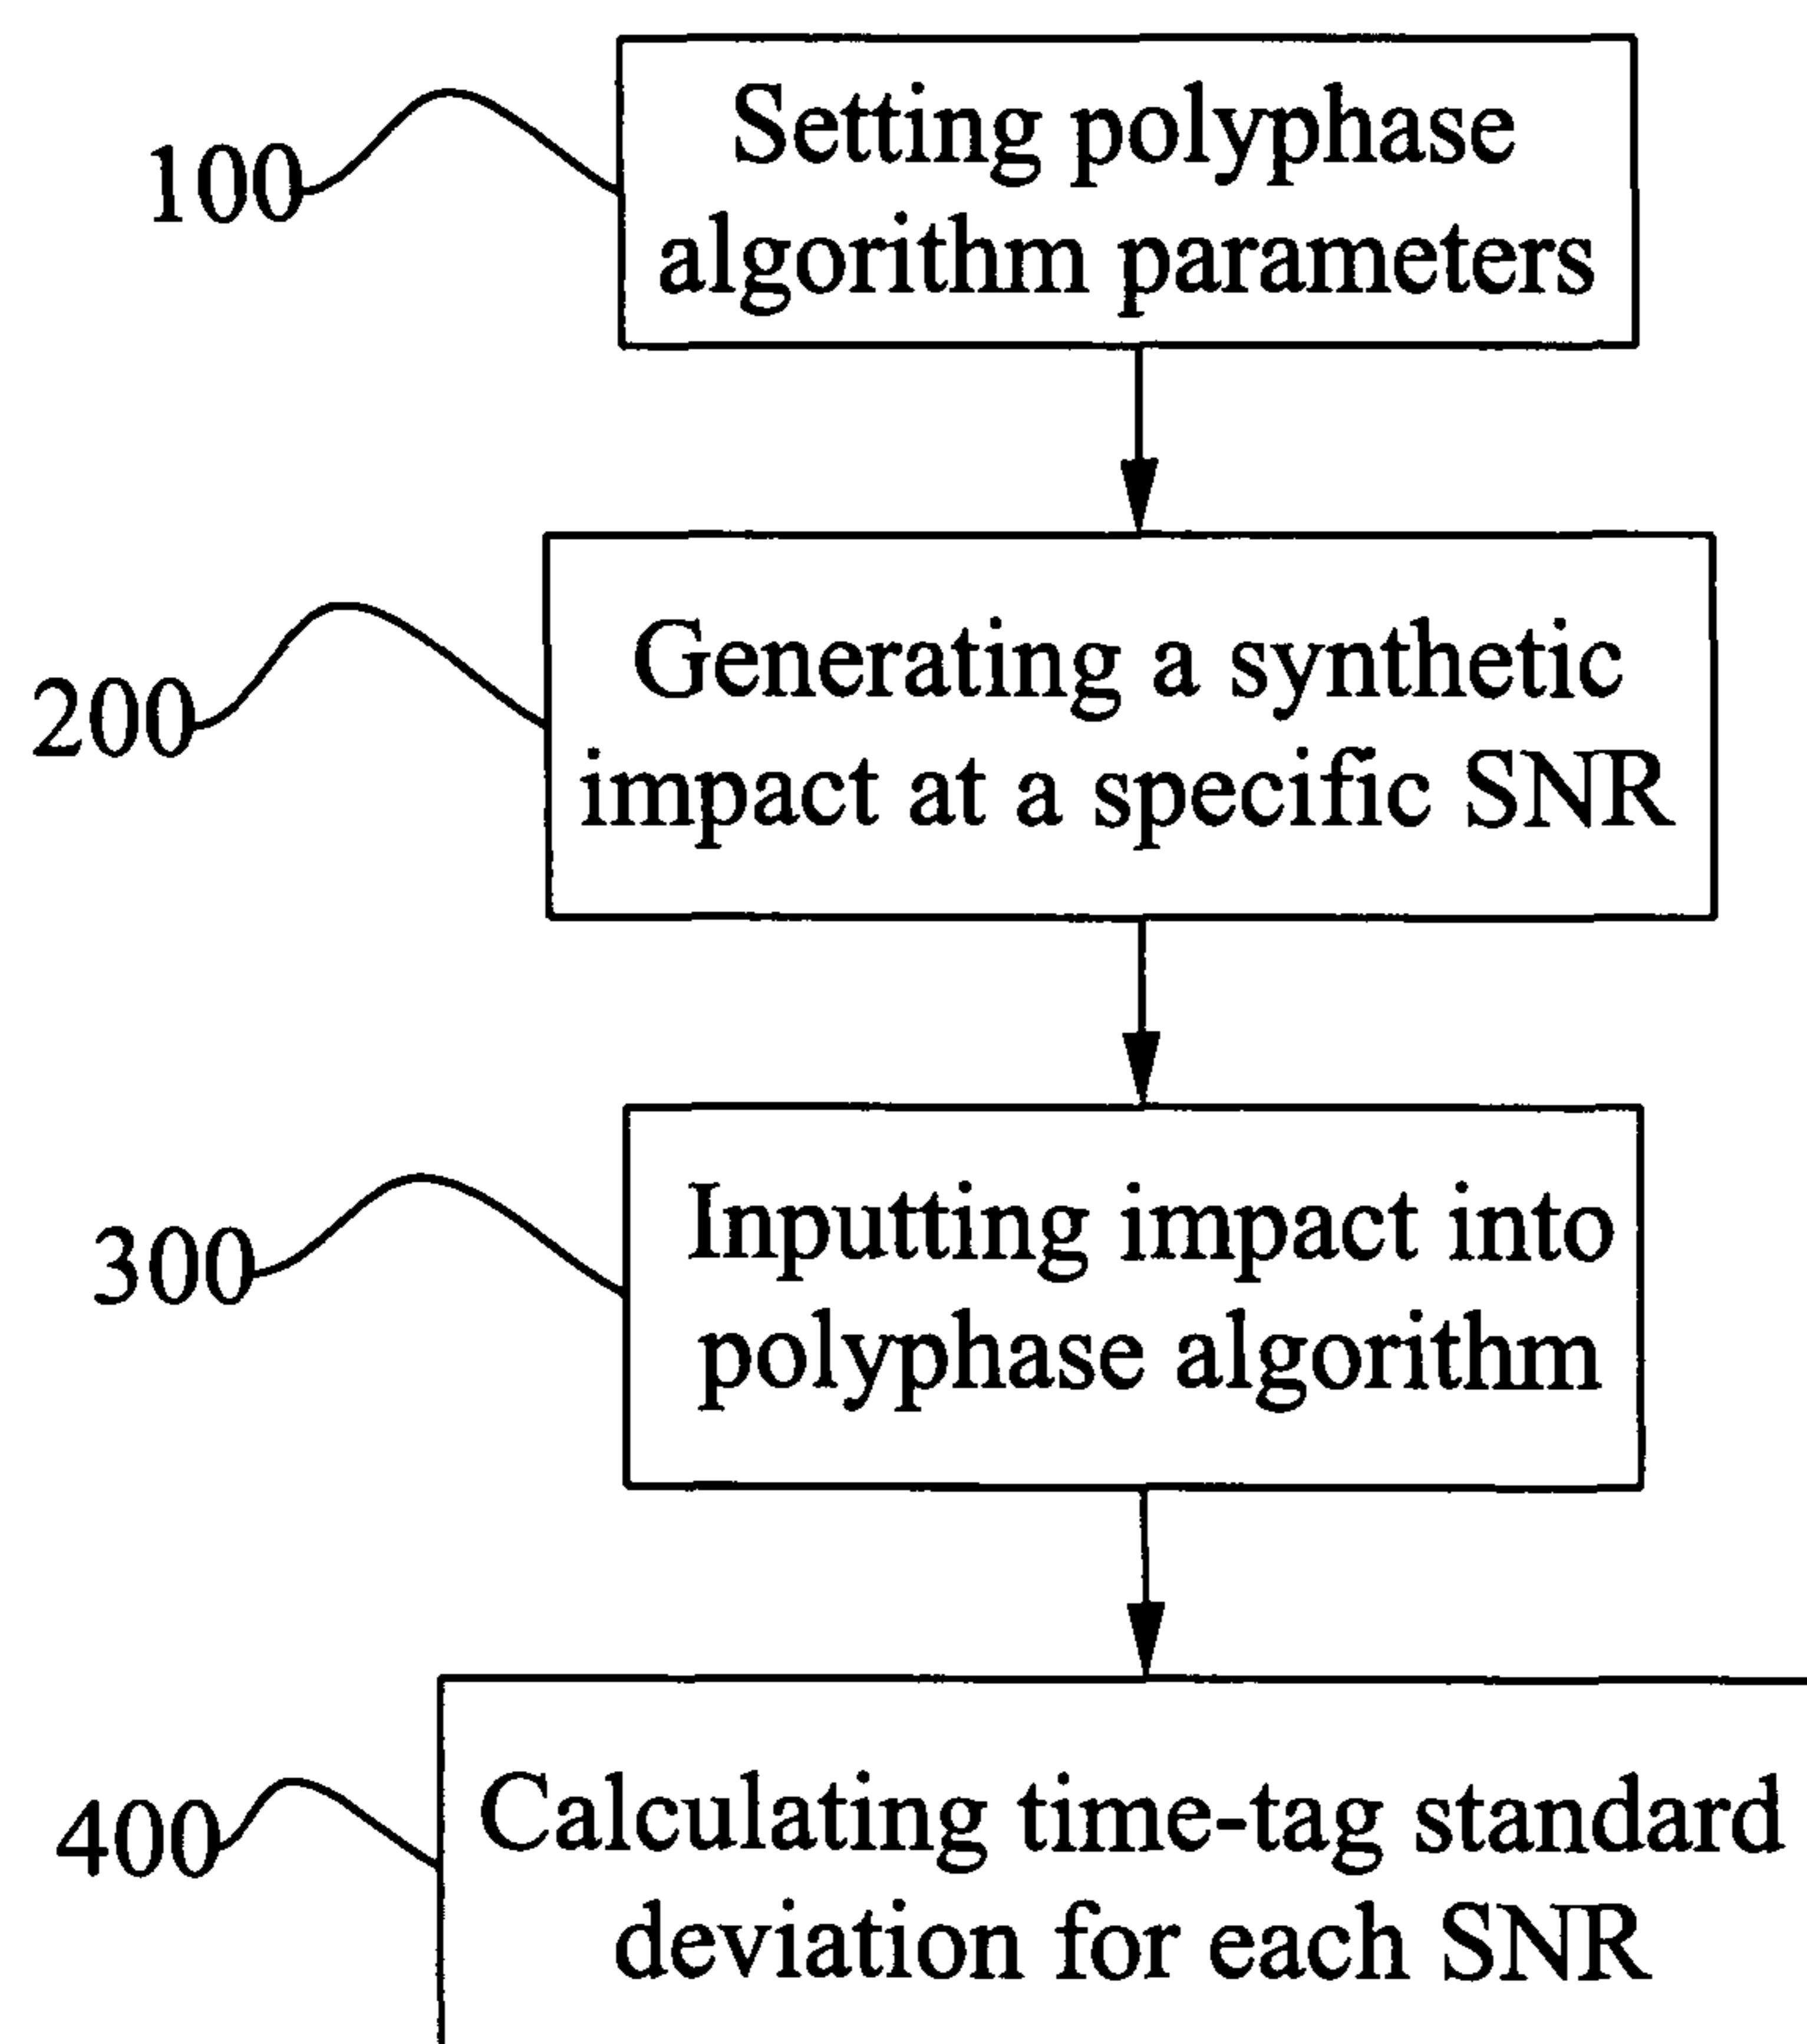 100
Setting polyphase
algorithm parameters
200
Generating a synthetic
impact at a specific SNR
300
Inputting impact into
polyphase algorithm
400
Calculating time-tag standard
deviation for each SNR